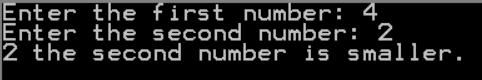 Enter the first number: 4
Enter the second number: 2
2 the second number is smaller.